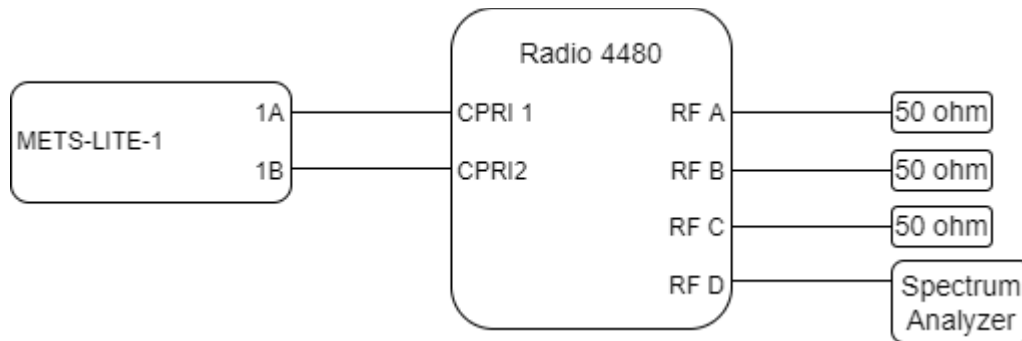 Radio 4480
METS-LITE-1
1A
1B
CPRI 1
CPRI2
RF A
RF B
RF C
RF D
50 ohm
50 ohm
50 ohm
Spectrum
Analyzer